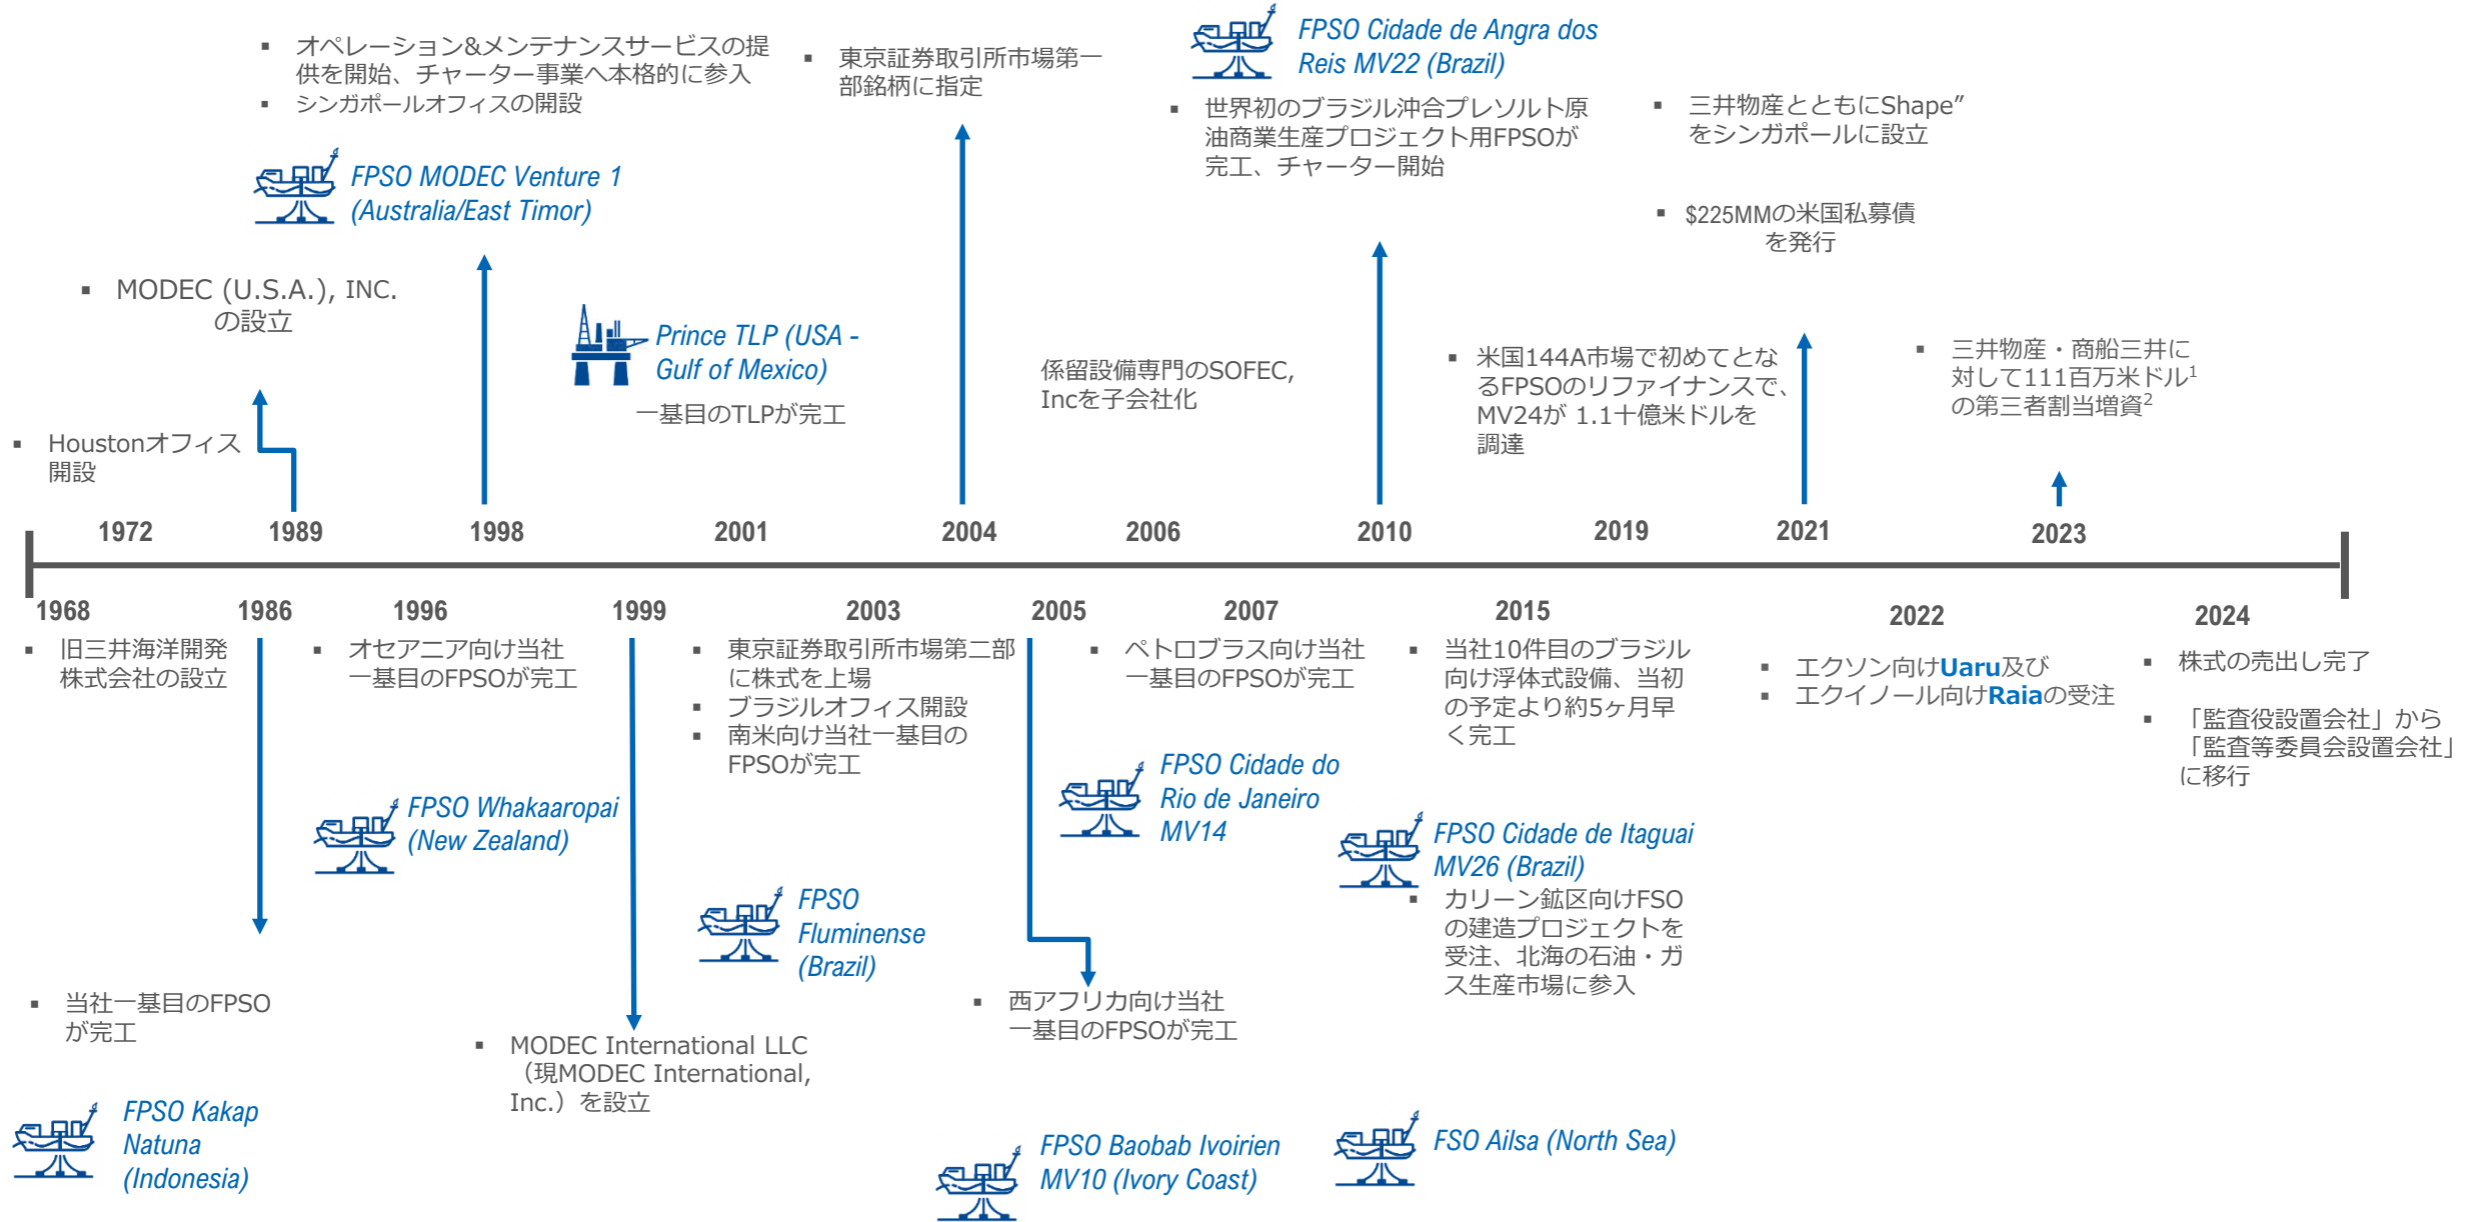 ▪ オペレーション&メンテナンスサービスの提
供を開始、チャーター事業へ本格的に参入
▪ シンガポールオフィスの開設
FPSO MODEC Venture 1
(Australia/East Timor)
▪ MODEC (U.S.A.), INC.
の設立
▪ Houstonオフィス
開設
Prince TLP (USA -
Gulf of Mexico)
一基目のTLPが完工
▪ 東京証券取引所市場第一
部銘柄に指定
係留設備専門のSOFEC,
Incを子会社化
FPSO Cidade de Angra dos
Reis MV22 (Brazil)
▪ 世界初のブラジル沖合プレソルト原
油商業生産プロジェクト用FPSOが
完工、チャーター開始
▪ 米国144A市場で初めてとな
るFPSOのリファイナンスで、
MV24が 1.1十億米ドルを
調達
▪ 三井物産とともにShape”
をシンガポールに設立
▪ $225MMの米国私募債
を発行
▪ 三井物産・商船三井に
対して111百万米ドル1
の第三者割当増資2
1972 1989 1998 2001 2004 2006 2010 2019 2021 2023
1968 1986 1996 1999 2003 2005 2007 2015 2022 2024
▪ 旧三井海洋開発
株式会社の設立
▪ 当社一基目のFPSO
が完工
FPSO Kakap
Natuna
(Indonesia)
▪ オセアニア向け当社
一基目のFPSOが完工
FPSO Whakaaropai
(New Zealand)
▪ MODEC International LLC
（現MODEC International,
Inc.）を設立
▪ 東京証券取引所市場第二部
に株式を上場
▪ ブラジルオフィス開設
▪ 南米向け当社一基目の
FPSOが完工
FPSO
Fluminense
(Brazil)
▪ 西アフリカ向け当社
一基目のFPSOが完工
FPSO Baobab Ivoirien
MV10 (Ivory Coast)
▪ ペトロブラス向け当社
一基目のFPSOが完工
FPSO Cidade do
Rio de Janeiro
MV14
▪ 当社10件目のブラジル
向け浮体式設備、当初
の予定より約5ヶ月早
く完工
FPSO Cidade de Itaguai
MV26 (Brazil)
▪ カリーン鉱区向けFSO
の建造プロジェクトを
受注、北海の石油・ガ
ス生産市場に参入
FSO Ailsa (North Sea)
▪ エクソン向けUaru及び
▪ エクイノール向けRaiaの受注
▪ 株式の売出し完了
▪ 「監査役設置会社」から
「監査等委員会設置会社」
に移行